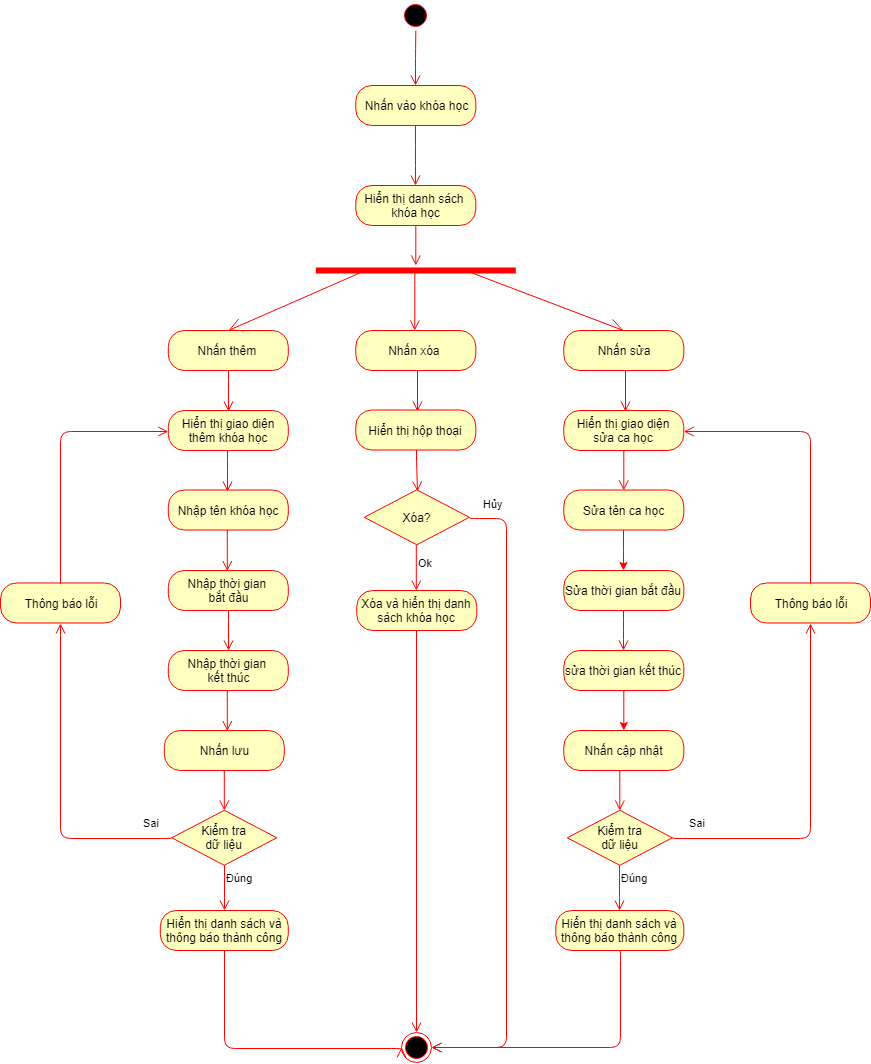 Nhấn vào khóa học
Hiển thị danh sách
khóa học
Nhấn thêm
Nhấn xóa
Nhấn sửa
Hiển thị giao diện
thêm khóa học
Hiển thị hộp thoại
Hiển thị giao diện
sửa ca học
Nhập tên khóa học
Xóa?
Hủy
Sửa tên ca học
Ok
Thông báo lỗi
Nhập thời gian
bắt đầu
Xóa và hiển thị danh
sách khóa học
Sửa thời gian bắt đầu
Thông báo lỗi
Nhập thời gian
kết thúc
sửa thời gian kết thúc
Nhấn lưu
Nhấn cập nhật
Sai
Kiểm tra
dữ liệu
Kiểm tra
dữ liệu
Sai
Đúng
Đúng
Hiển thị danh sách và
thông báo thành công
Hiển thị danh sách và
thông báo thành công